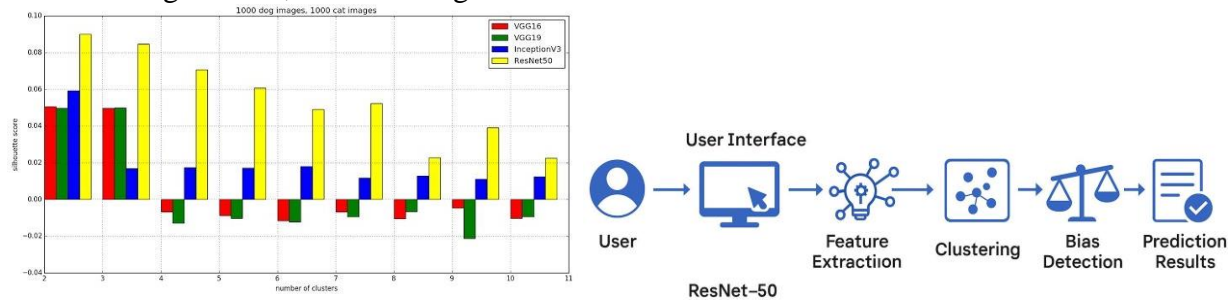 1000 dog images, 1000 cat images
VGG16
VGG19
InceptionV3
ResNet50
silhouette score
0.10
0.08
0.06
0.04
0.02
0.00
−0.02
−0.04
2 3 4 5 6 7 8 9 10 11
number of clusters
User Interface
User
Feature
Extraction
Clustering
Bias
Detection
Prediction
Results
ResNet–50